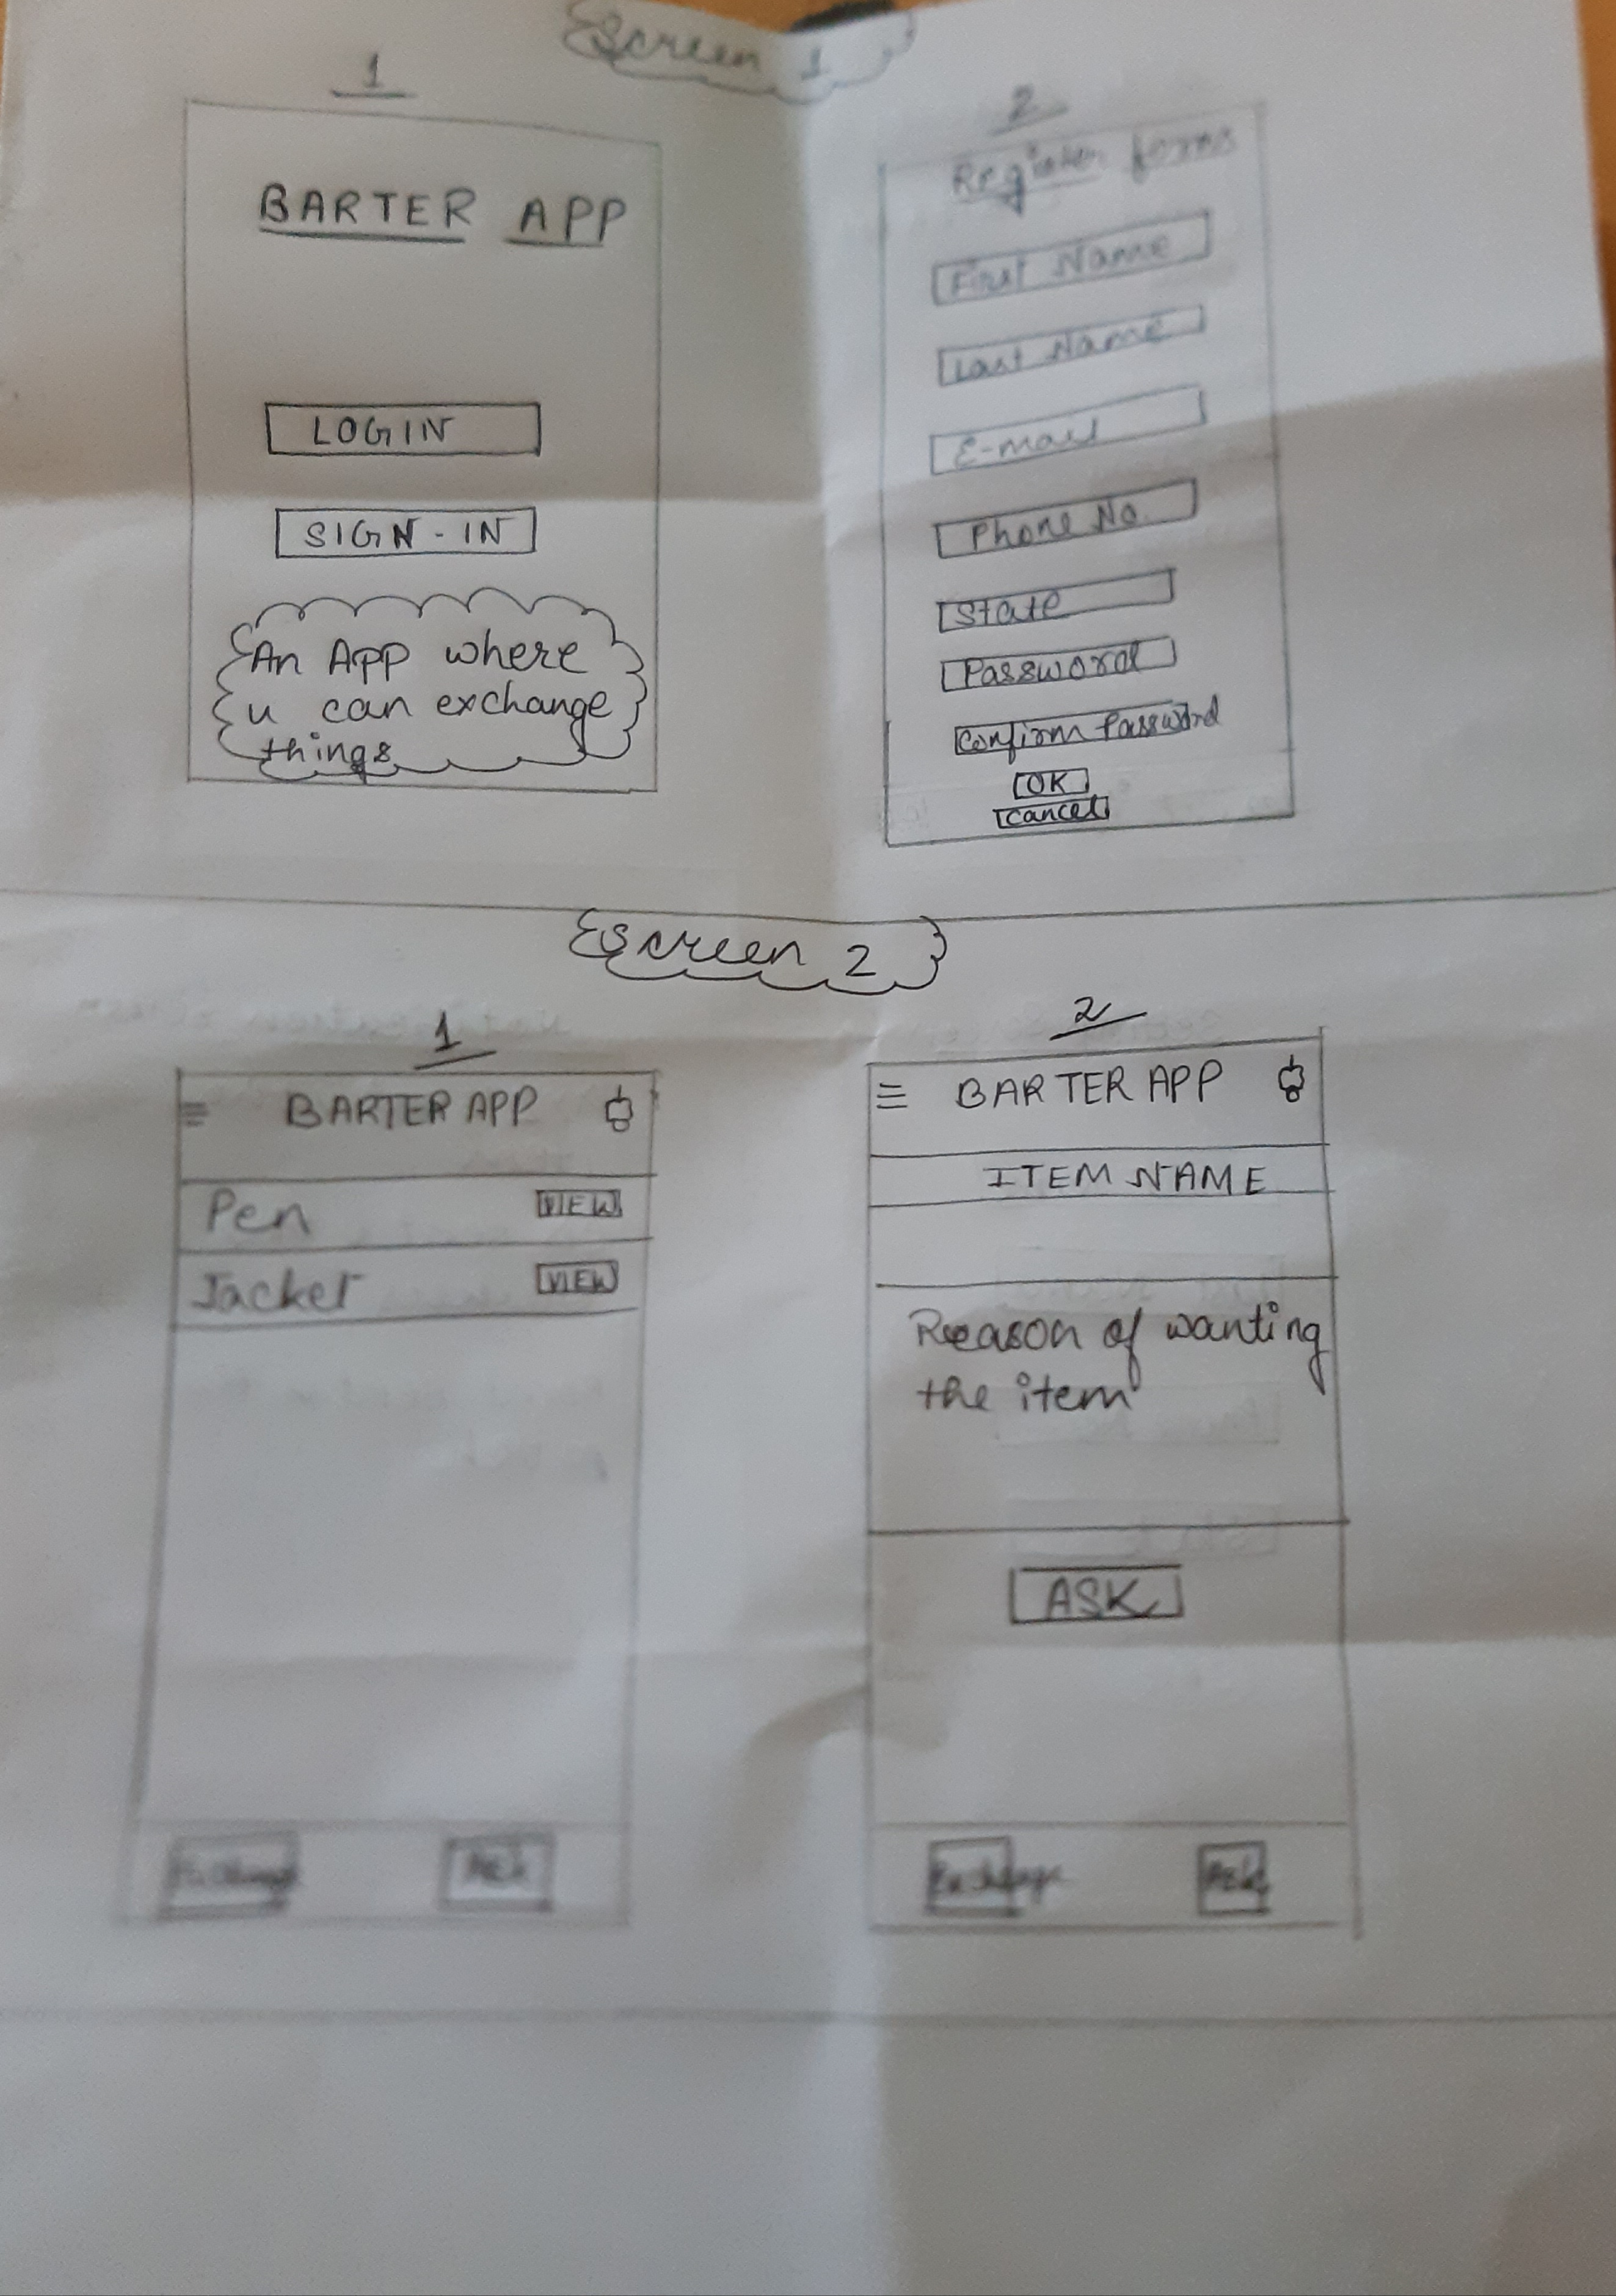 Screen 1
1
BARTER APP
LOGIN
SIGN-IN
An App where
u can exchange
things
2
Register forms
First Name
Last Name
E-mail
Phone No.
State
Password
Confirm Password
OK
Cancel
Screen 2
1
BARTER APP
Pen VIEW
Jacket VIEW
Exchange Ask
2
BARTER APP
ITEM NAME
Reason of wanting
the item
ASK
Exchange Ask